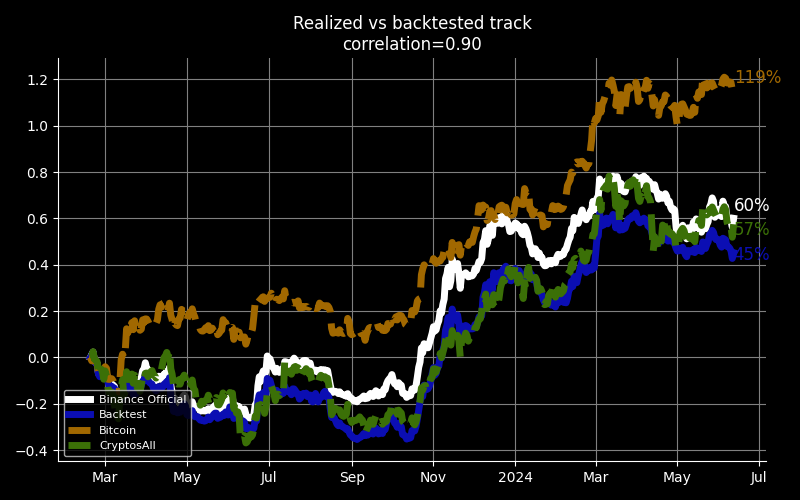 Realized vs backtested track
correlation=0.90
1.2
1.0
0.8
0.6
0.4
0.2
0.0
−0.2
−0.4
119%
60%
57%
45%
Binance Official
Backtest
Bitcoin
CryptosAll
Mar
May
Jul
Sep
Nov
2024
Mar
May
Jul